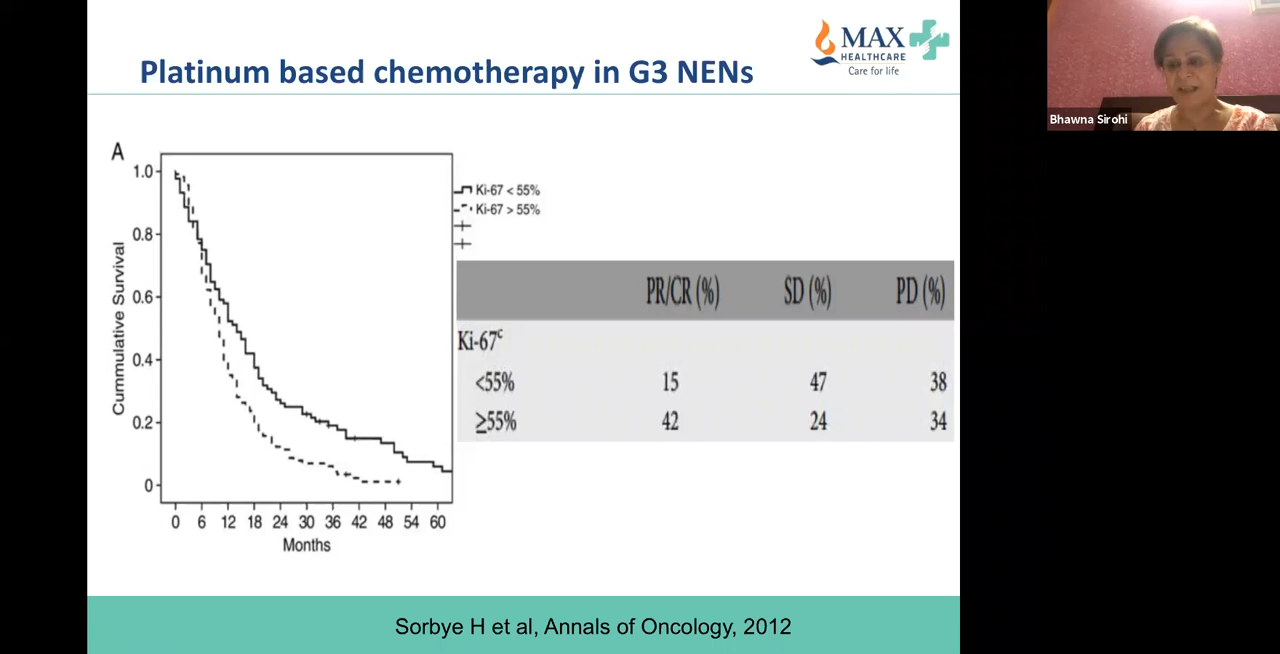 Platinum based chemotherapy in G3 NENs
MAX
HEALTHCARE
Care for life
Bhawna Sirohi
A
1.0
0.8
0.6
0.4
0.2
0
Cummulative Survival
0 6 12 18 24 30 36 42 48 54 60
Months
Ki-67 < 55%
Ki-67 > 55%
PR/CR (%) SD (%) PD (%)
Ki-67c
<55% 15 47 38
≥55% 42 24 34
Sorbye H et al, Annals of Oncology, 2012